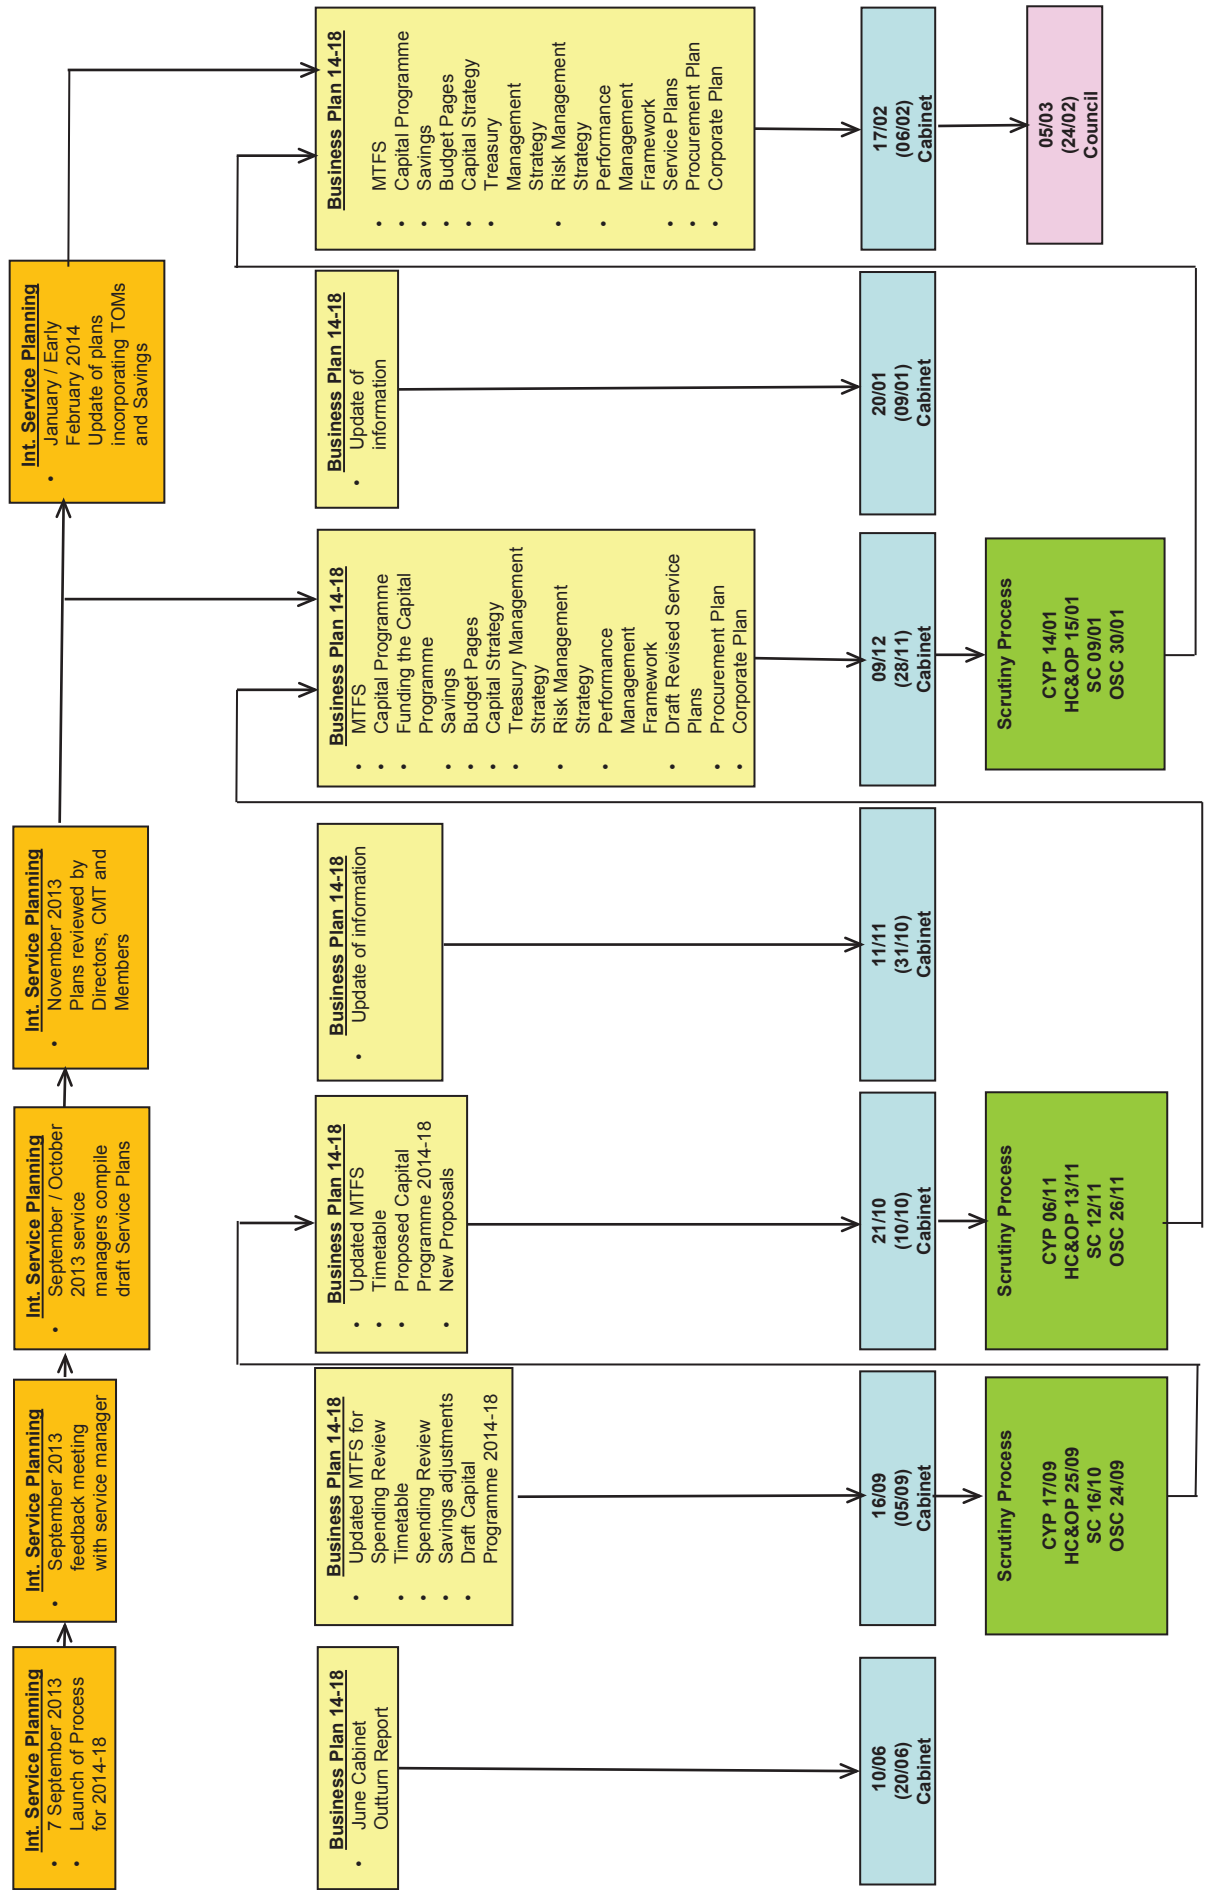 Int. Service Planning
• 7 September 2013
• Launch of Process
for 2014-18
Int. Service Planning
• September 2013
feedback meeting
with service manager
Int. Service Planning
• September / October
2013 service
managers compile
draft Service Plans
Int. Service Planning
• November 2013
Plans reviewed by
Directors, CMT and
Members
Int. Service Planning
• January / Early
February 2014
Update of plans
incorporating TOMs
and Savings
Business Plan 14-18
• June Cabinet
Outturn Report
Business Plan 14-18
• Updated MTFS for
Spending Review
• Timetable
• Spending Review
• Savings adjustments
• Draft Capital
Programme 2014-18
Business Plan 14-18
• Updated MTFS
• Timetable
• Proposed Capital
Programme 2014-18
• New Proposals
Business Plan 14-18
• Update of information
Business Plan 14-18
• MTFS
• Capital Programme
• Funding the Capital
Programme
• Savings
• Budget Pages
• Capital Strategy
• Treasury Management
Strategy
• Risk Management
Strategy
• Performance
Management
Framework
• Draft Revised Service
Plans
• Procurement Plan
• Corporate Plan
Business Plan 14-18
• Update of
information
Business Plan 14-18
• MTFS
• Capital Programme
• Savings
• Budget Pages
• Capital Strategy
• Treasury
Management
Strategy
• Risk Management
Strategy
• Performance
Management
Framework
• Service Plans
• Procurement Plan
• Corporate Plan
10/06
(20/06)
Cabinet
16/09
(05/09)
Cabinet
21/10
(10/10)
Cabinet
11/11
(31/10)
Cabinet
09/12
(28/11)
Cabinet
20/01
(09/01)
Cabinet
17/02
(06/02)
Cabinet
Scrutiny Process
CYP 17/09
HC&OP 25/09
SC 16/10
OSC 24/09
Scrutiny Process
CYP 06/11
HC&OP 13/11
SC 12/11
OSC 26/11
Scrutiny Process
CYP 14/01
HC&OP 15/01
SC 09/01
OSC 30/01
05/03
(24/02)
Council